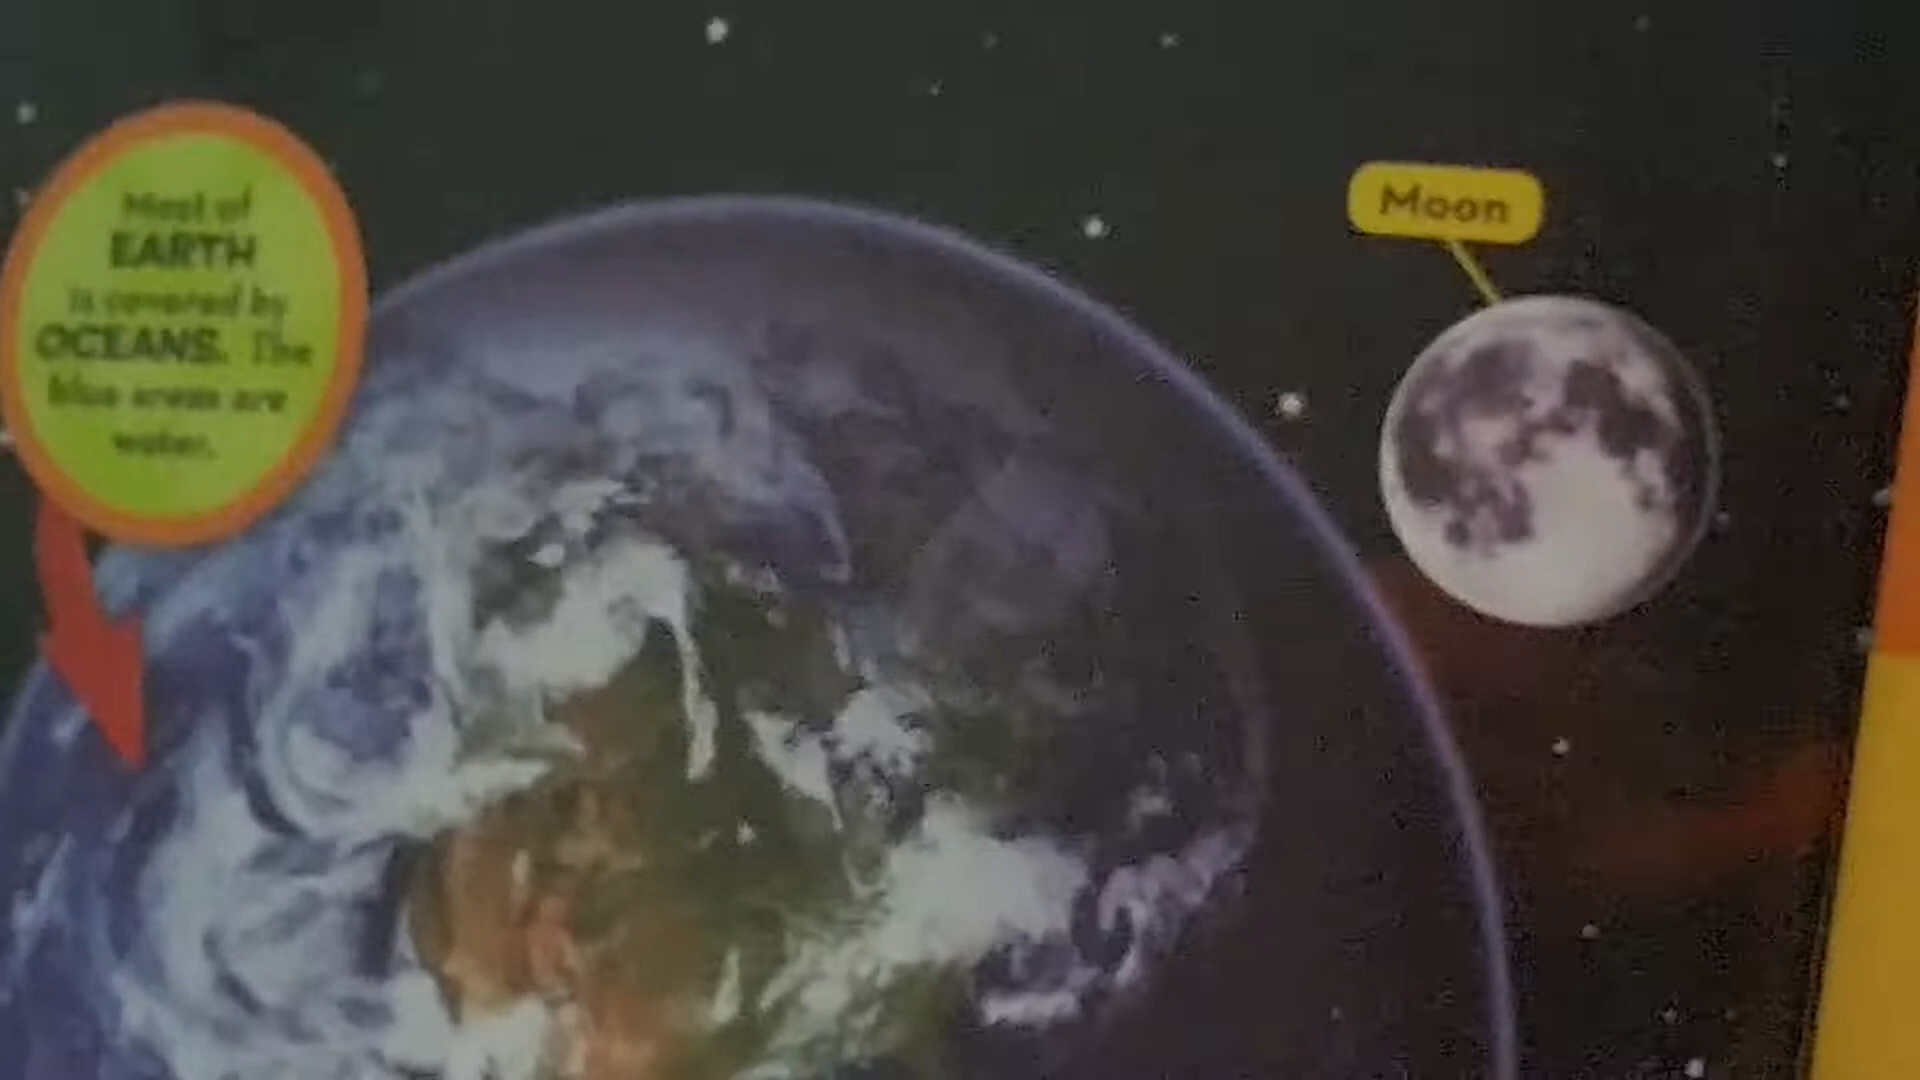 Most of
EARTH
is covered by
OCEANS. The
blue areas are
water.
Moon